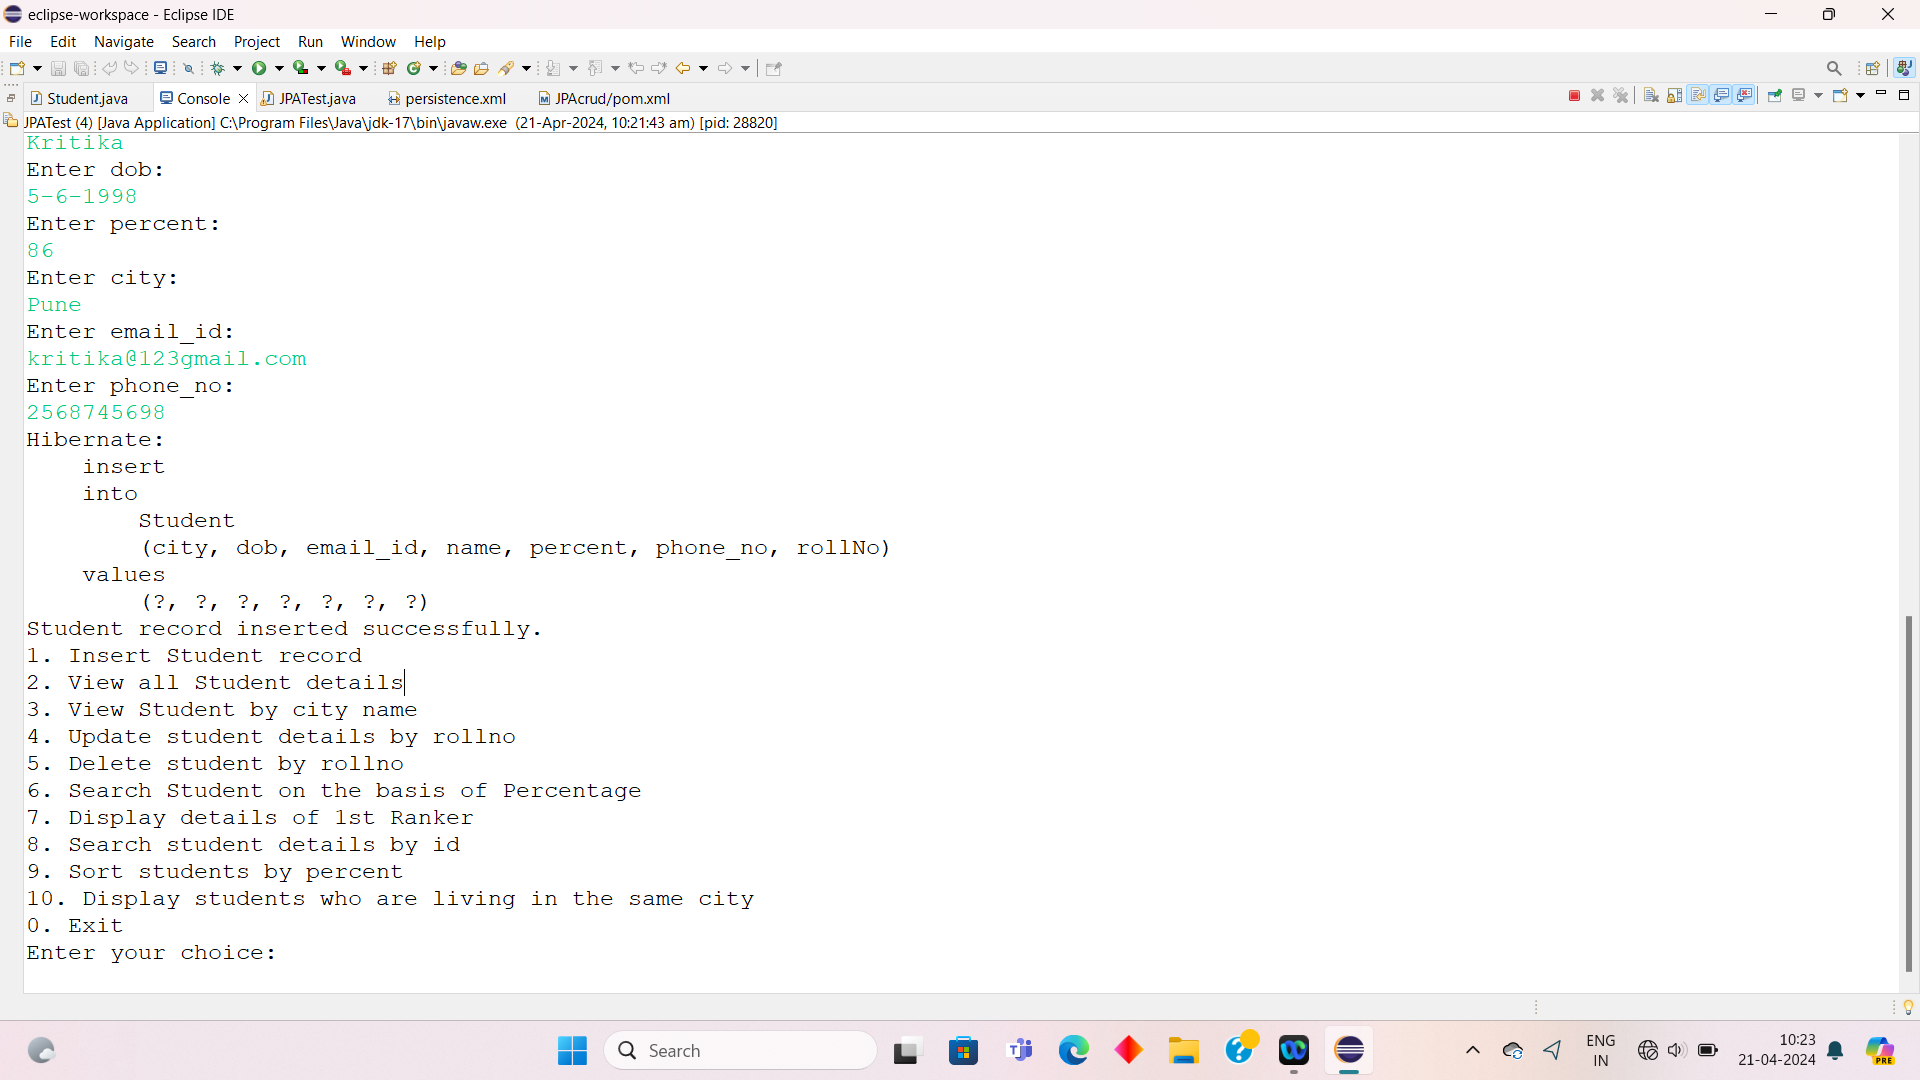 eclipse-workspace - Eclipse IDE
File Edit Navigate Search Project Run Window Help
Student.java Console JPATest.java persistence.xml JPAcrud/pom.xml
JPATest (4) [Java Application] C:\Program Files\Java\jdk-17\bin\javaw.exe (21-Apr-2024, 10:21:43 am) [pid: 28820]
Kritika
Enter dob:
5-6-1998
Enter percent:
86
Enter city:
Pune
Enter email_id:
kritika@123gmail.com
Enter phone_no:
2568745698
Hibernate:
insert
into
Student
(city, dob, email_id, name, percent, phone_no, rollNo)
values
(?, ?, ?, ?, ?, ?, ?)
Student record inserted successfully.
1. Insert Student record
2. View all Student details
3. View Student by city name
4. Update student details by rollno
5. Delete student by rollno
6. Search Student on the basis of Percentage
7. Display details of 1st Ranker
8. Search student details by id
9. Sort students by percent
10. Display students who are living in the same city
0. Exit
Enter your choice:
Search
ENG
IN
10:23
21-04-2024
PRE